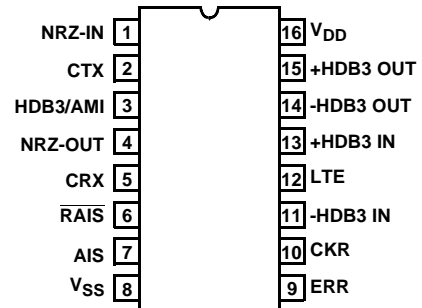 NRZ-IN 1 16 VDD
CTX 2 15 +HDB3 OUT
HDB3/AMI 3 14 -HDB3 OUT
NRZ-OUT 4 13 +HDB3 IN
CRX 5 12 LTE
RAIS 6 11 -HDB3 IN
AIS 7 10 CKR
VSS 8 9 ERR